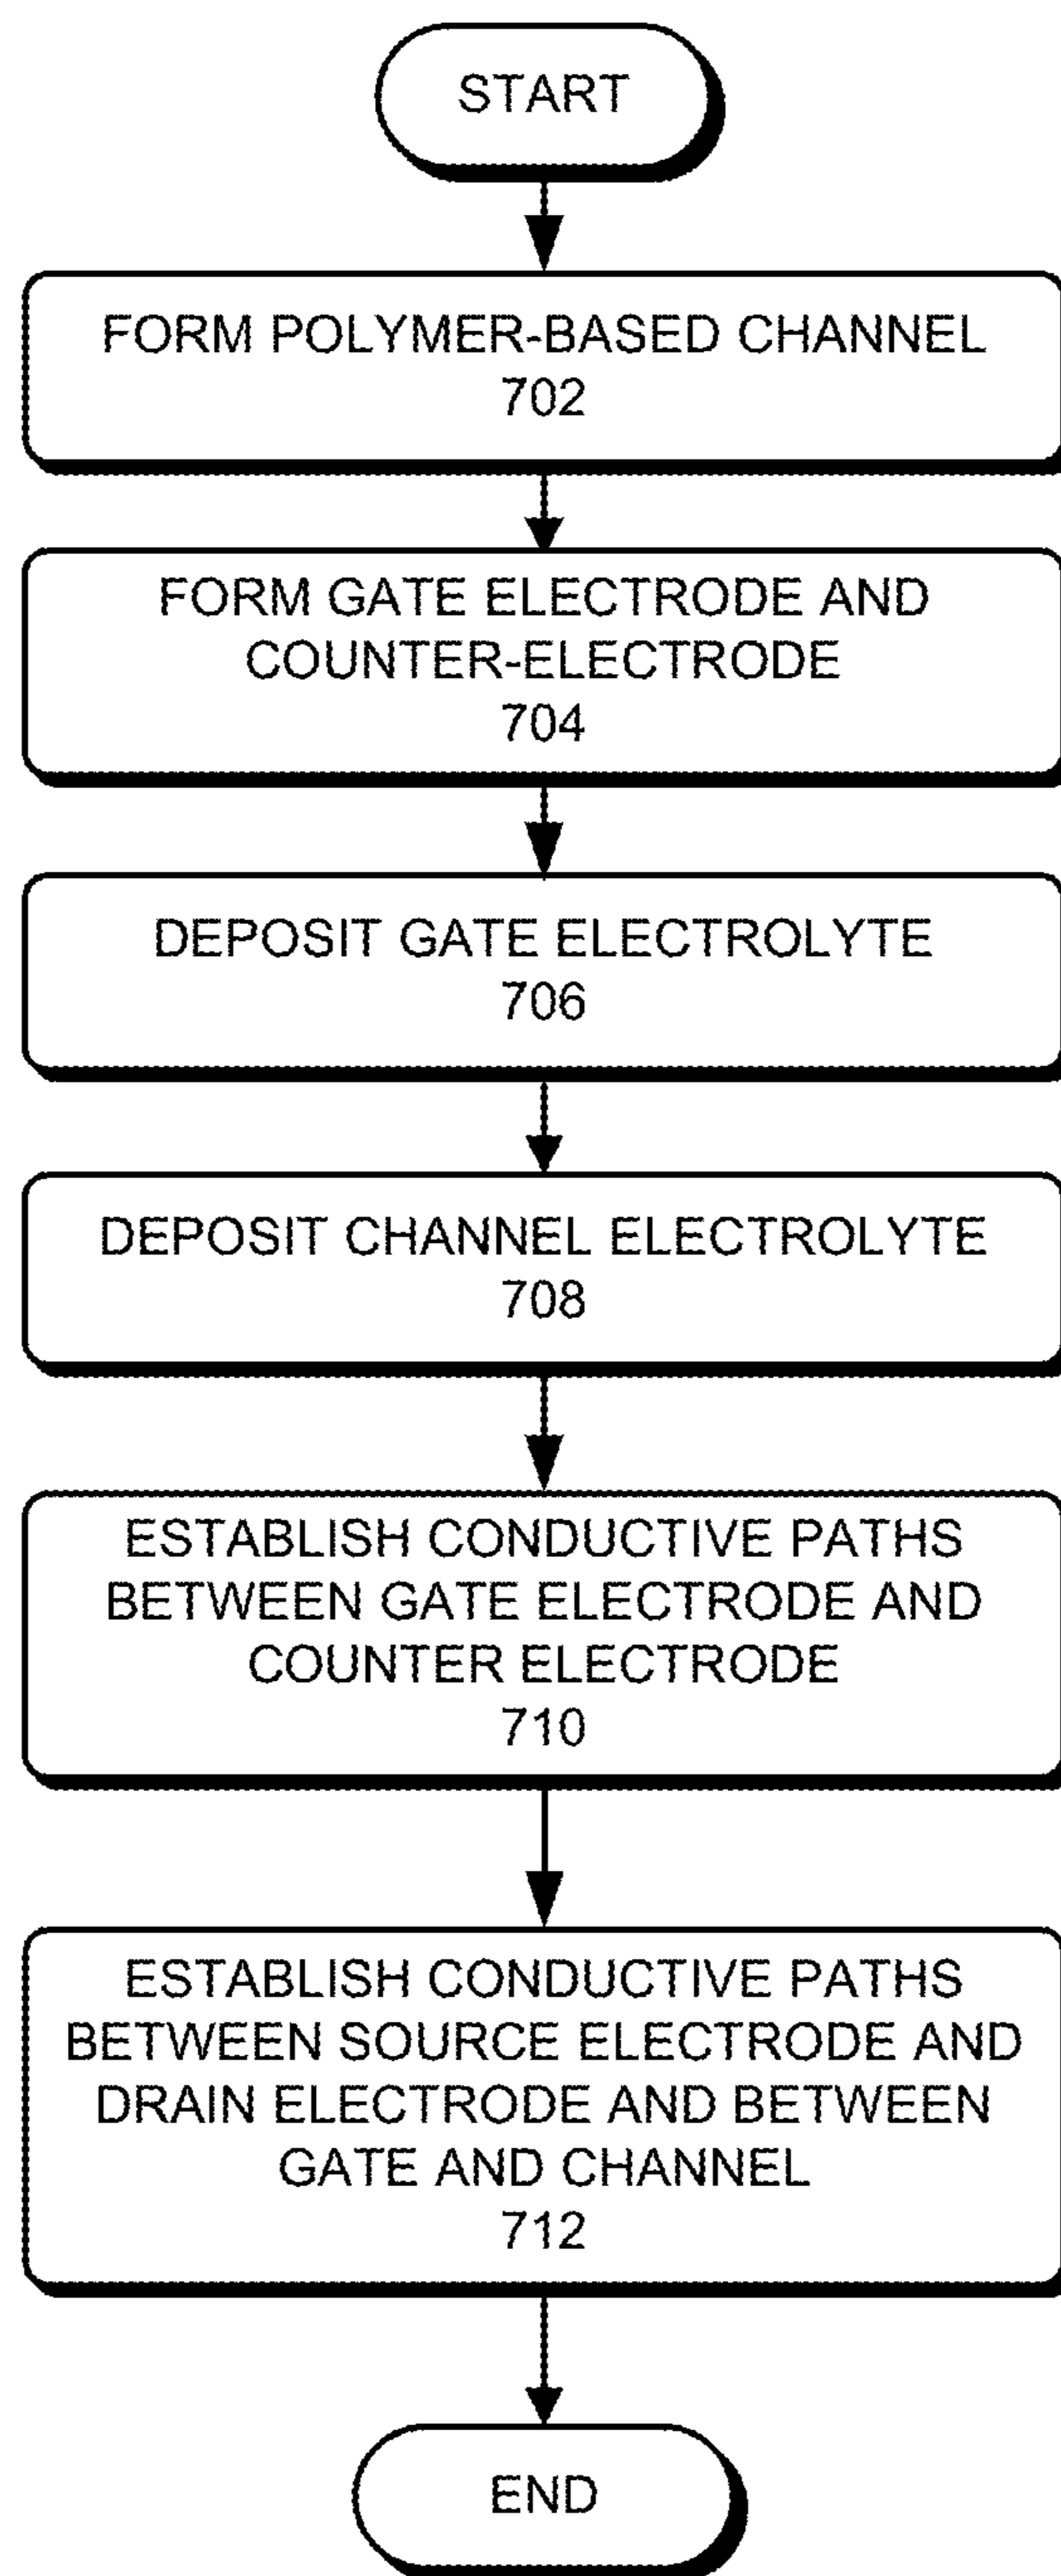 START
FORM POLYMER-BASED CHANNEL
702
FORM GATE ELECTRODE AND
COUNTER-ELECTRODE
704
DEPOSIT GATE ELECTROLYTE
706
DEPOSIT CHANNEL ELECTROLYTE
708
ESTABLISH CONDUCTIVE PATHS
BETWEEN GATE ELECTRODE AND
COUNTER ELECTRODE
710
ESTABLISH CONDUCTIVE PATHS
BETWEEN SOURCE ELECTRODE AND
DRAIN ELECTRODE AND BETWEEN
GATE AND CHANNEL
712
END